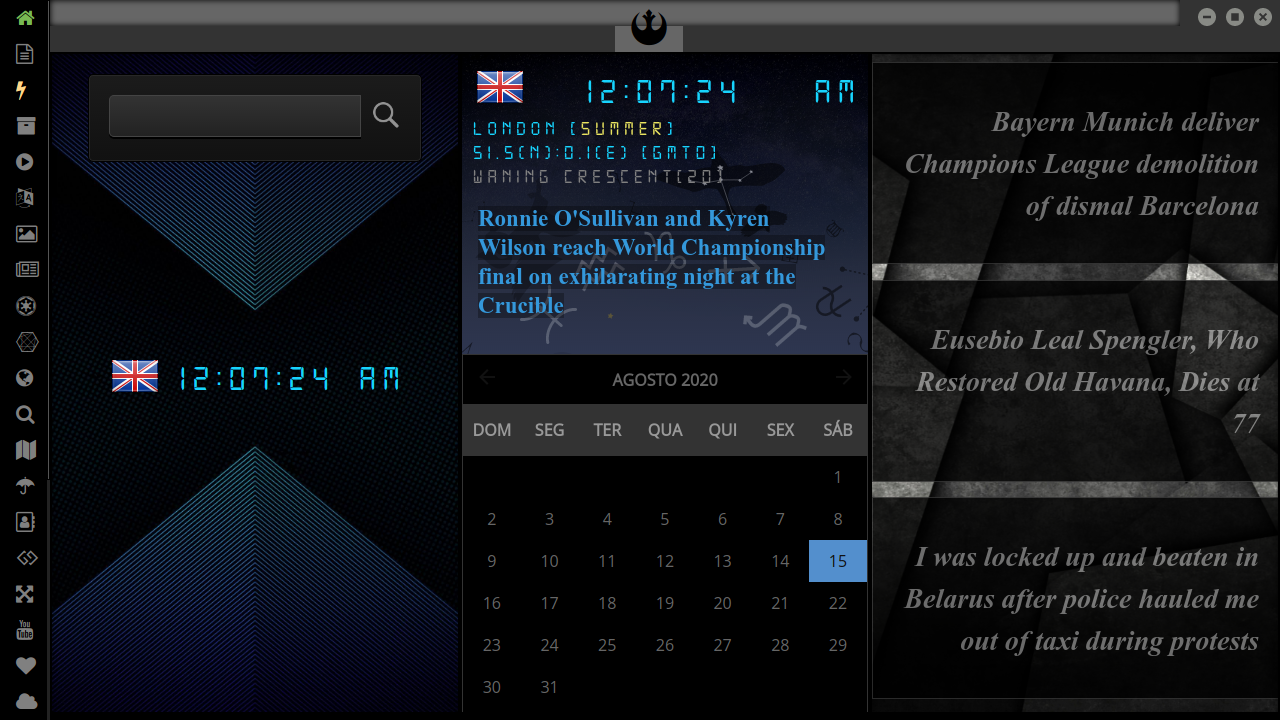 12:07:24 AM
LONDON (SUMMER)
51.5(N):0.1(E) (GMT0)
WANING CRESCENT(20)
Ronnie O'Sullivan and Kyren
Wilson reach World Championship
final on exhilarating night at the
Crucible
12:07:24 AM
AGOSTO 2020
DOM SEG TER QUA QUI SEX SÁB
1
2 3 4 5 6 7 8
9 10 11 12 13 14 15
16 17 18 19 20 21 22
23 24 25 26 27 28 29
30 31
Bayern Munich deliver
Champions League demolition
of dismal Barcelona
Eusebio Leal Spengler, Who
Restored Old Havana, Dies at
77
I was locked up and beaten in
Belarus after police hauled me
out of taxi during protests
You
Tube